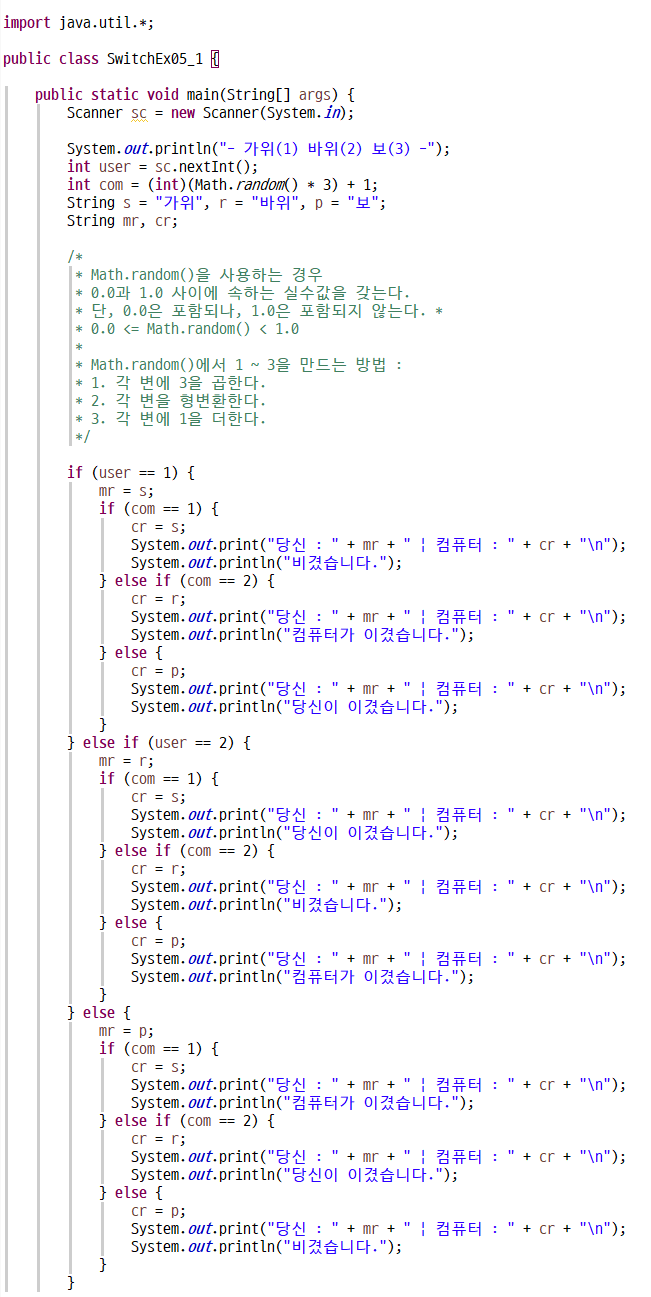 import java.util.*;
public class SwitchEx05_1 {
public static void main(String[] args) {
Scanner sc = new Scanner(System.in);
System.out.println("- 가위(1) 바위(2) 보(3) -");
int user = sc.nextInt();
int com = (int)(Math.random() * 3) + 1;
String s = "가위", r = "바위", p = "보";
String mr, cr;
/*
* Math.random()을 사용하는 경우
* 0.0과 1.0 사이에 속하는 실수값을 갖는다.
* 단, 0.0은 포함되나, 1.0은 포함되지 않는다. *
* 0.0 <= Math.random() < 1.0
*
* Math.random()에서 1 ~ 3을 만드는 방법 :
* 1. 각 변에 3을 곱한다.
* 2. 각 변을 형변환한다.
* 3. 각 변에 1을 더한다.
*/
if (user == 1) {
mr = s;
if (com == 1) {
cr = s;
System.out.print("당신 : " + mr + " ¦ 컴퓨터 : " + cr + "\n");
System.out.println("비겼습니다.");
} else if (com == 2) {
cr = r;
System.out.print("당신 : " + mr + " ¦ 컴퓨터 : " + cr + "\n");
System.out.println("컴퓨터가 이겼습니다.");
} else {
cr = p;
System.out.print("당신 : " + mr + " ¦ 컴퓨터 : " + cr + "\n");
System.out.println("당신이 이겼습니다.");
}
} else if (user == 2) {
mr = r;
if (com == 1) {
cr = s;
System.out.print("당신 : " + mr + " ¦ 컴퓨터 : " + cr + "\n");
System.out.println("당신이 이겼습니다.");
} else if (com == 2) {
cr = r;
System.out.print("당신 : " + mr + " ¦ 컴퓨터 : " + cr + "\n");
System.out.println("비겼습니다.");
} else {
cr = p;
System.out.print("당신 : " + mr + " ¦ 컴퓨터 : " + cr + "\n");
System.out.println("컴퓨터가 이겼습니다.");
}
} else {
mr = p;
if (com == 1) {
cr = s;
System.out.print("당신 : " + mr + " ¦ 컴퓨터 : " + cr + "\n");
System.out.println("컴퓨터가 이겼습니다.");
} else if (com == 2) {
cr = r;
System.out.print("당신 : " + mr + " ¦ 컴퓨터 : " + cr + "\n");
System.out.println("당신이 이겼습니다.");
} else {
cr = p;
System.out.print("당신 : " + mr + " ¦ 컴퓨터 : " + cr + "\n");
System.out.println("비겼습니다.");
}
}